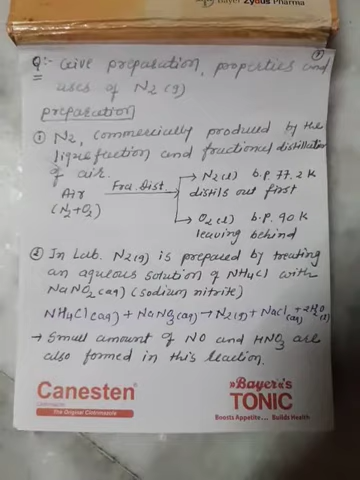 Bayer Zydus Pharma
Q:- Give preparation, properties and
uses of N2(g)
preparation
① N2, commercially produced by the
liquefaction and fractional distillation
of air.
Air Fra. Dist → N2(l) b.p. 77.2 K
(N2+O2) distils out first
→ O2(l) b.p. 90 K
leaving behind
② In Lab. N2(g) is prepared by treating
an aqueous solution of NH4Cl with
NaNO2(aq) (sodium nitrite)
NH4Cl(aq) + NaNO3(aq) → N2(g) + NaCl(aq) + 2H2O(l)
→ Small amount of NO and HNO3 are
also formed in this reaction.
Canesten®
The Original Clotrimazole
Bayer's
TONIC
Boosts Appetite... Builds Health